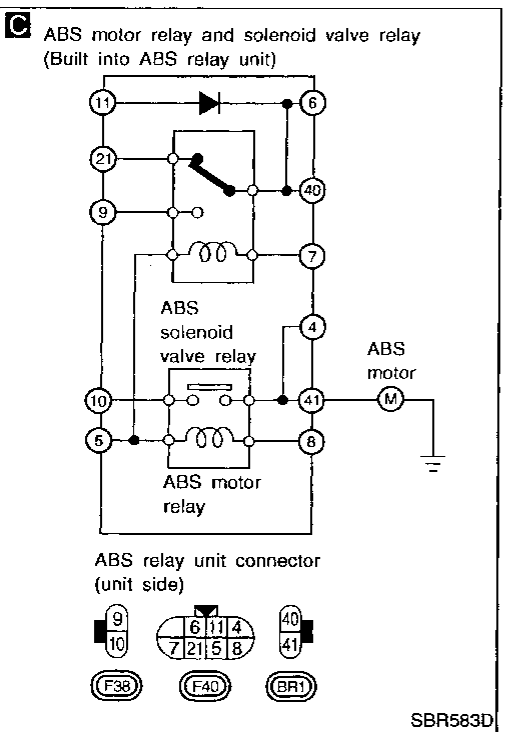 C ABS motor relay and solenoid valve relay
(Built into ABS relay unit)
11
6
21
40
9
7
ABS
solenoid
valve relay
4
ABS
motor
10
41
M
5
8
ABS motor
relay
ABS relay unit connector
(unit side)
9
6 11 4
40
10
7 21 5 8
41
F38
F40
BR1
SBR583D